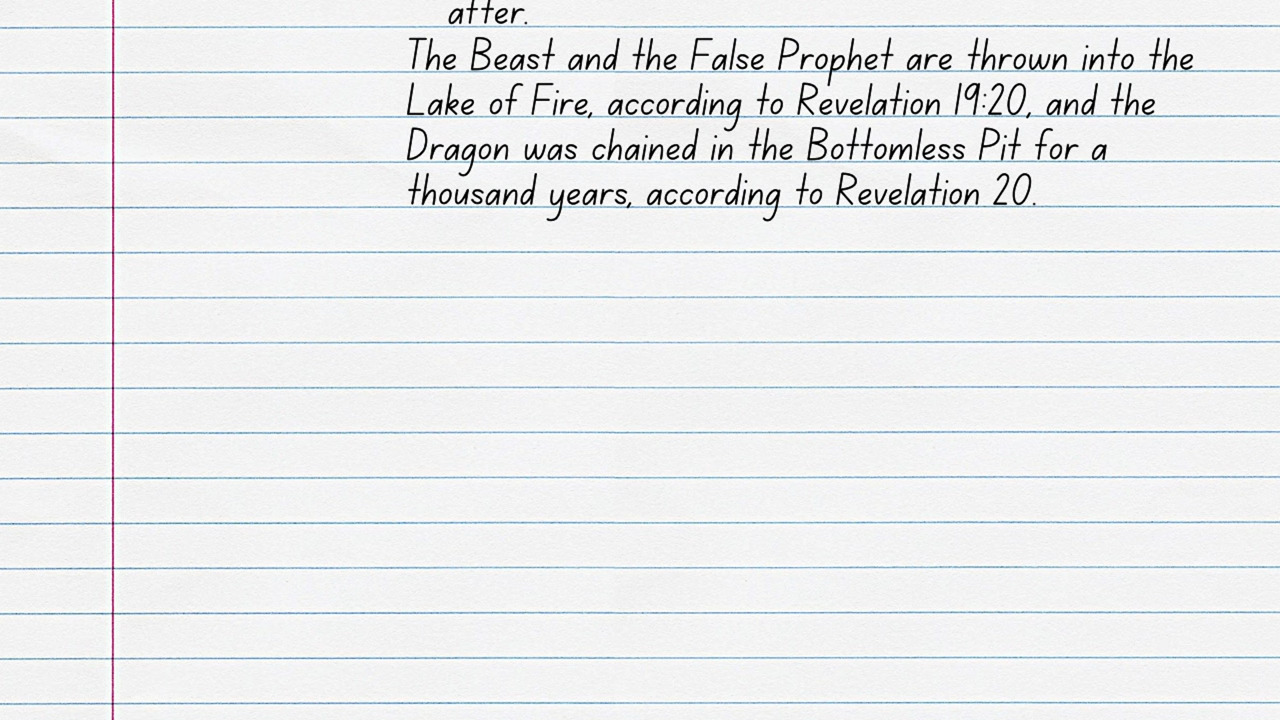 after.
The Beast and the False Prophet are thrown into the
Lake of Fire, according to Revelation 19:20, and the
Dragon was chained in the Bottomless Pit for a
thousand years, according to Revelation 20.